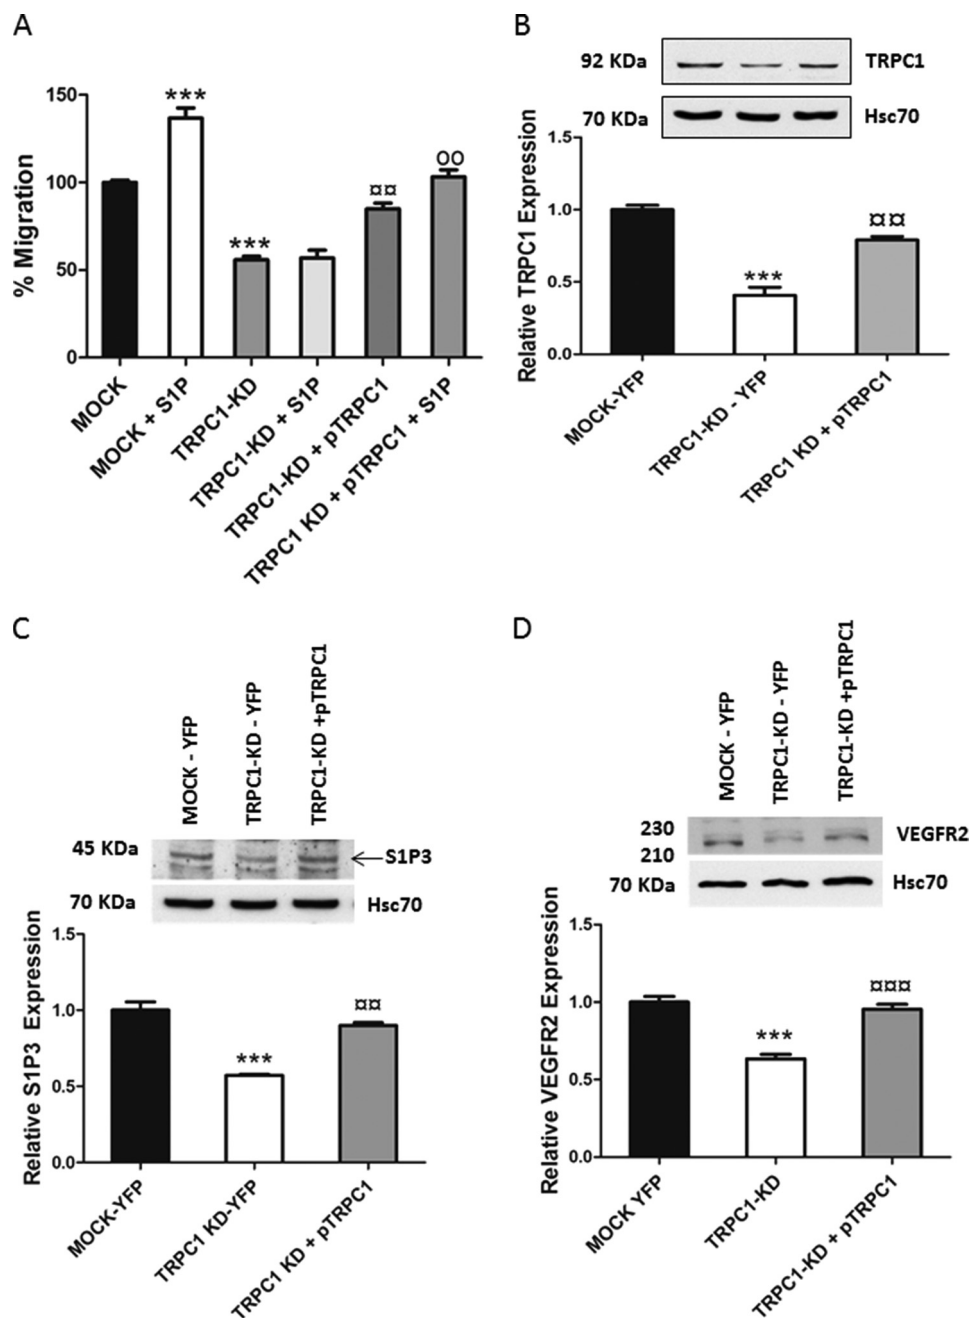 A
% Migration
150
100
50
0
***
***
¤¤
oo
MOCK
MOCK + S1P
TRPC1-KD
TRPC1-KD + S1P
TRPC1-KD + pTRPC1
TRPC1 KD + pTRPC1 + S1P
B
92 KDa
TRPC1
70 KDa
Hsc70
Relative TRPC1 Expression
1.5
1.0
0.5
0.0
***
¤¤
MOCK-YFP
TRPC1-KD - YFP
TRPC1 KD + pTRPC1
C
MOCK - YFP
TRPC1-KD - YFP
TRPC1-KD +pTRPC1
45 KDa
S1P3
70 KDa
Hsc70
Relative S1P3 Expression
1.5
1.0
0.5
0.0
***
¤¤
MOCK-YFP
TRPC1 KD-YFP
TRPC1 KD + pTRPC1
D
MOCK - YFP
TRPC1-KD - YFP
TRPC1-KD +pTRPC1
230
210
VEGFR2
70 KDa
Hsc70
Relative VEGFR2 Expression
1.5
1.0
0.5
0.0
***
¤¤¤
MOCK YFP
TRPC1-KD
TRPC1-KD + pTRPC1